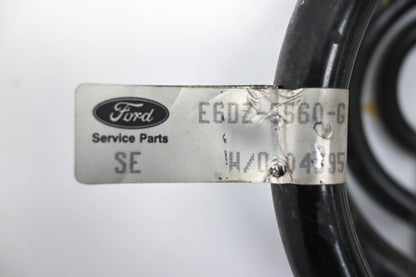 Ford
E6DZ-5560-G
Service Parts
SE
W/O